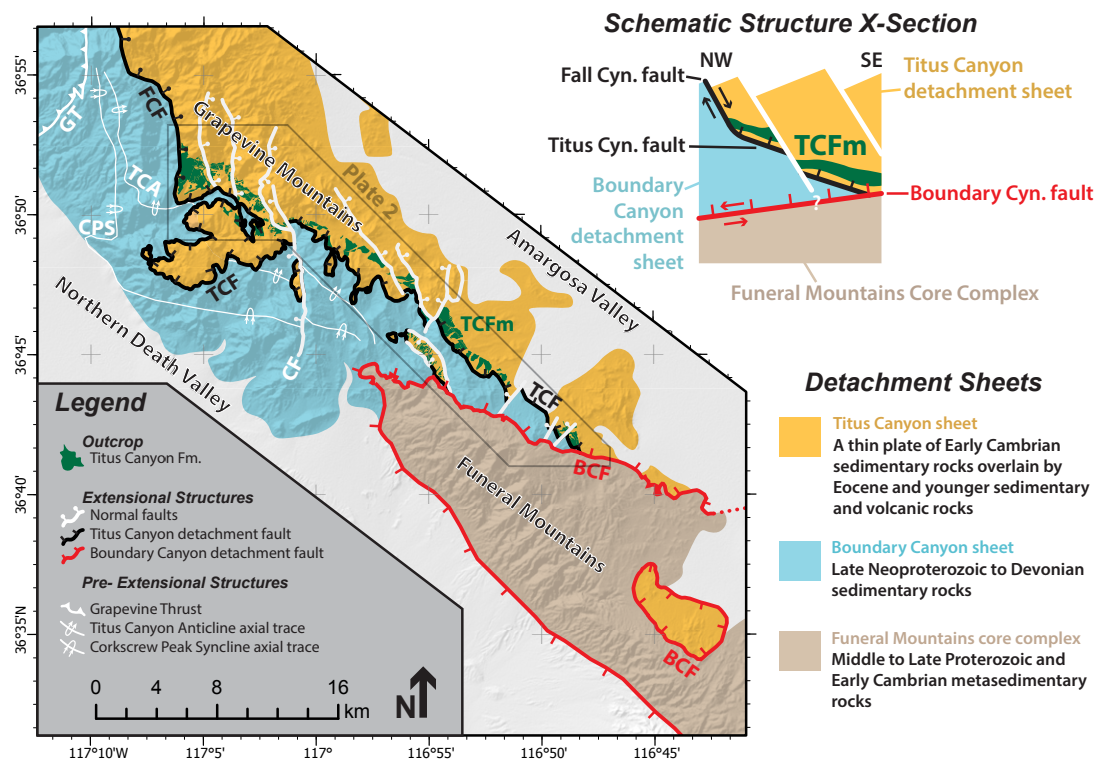 Schematic Structure X-Section
NW
SE
Fall Cyn. fault
Titus Canyon
detachment sheet
TCFm
Titus Cyn. fault
Boundary
Canyon
detachment
sheet
Boundary Cyn. fault
?
Funeral Mountains Core Complex
36°55'
36°50'
36°45'
36°40'
36°35'
GT
FCF
Grapevine Mountains
Plate 2
TCA
CPS
TCF
Amargosa Valley
Northern Death Valley
TCFm
CF
TCF
BCF
Funeral Mountains
BCF
Legend
Outcrop
Titus Canyon Fm.
Extensional Structures
Normal faults
Titus Canyon detachment fault
Boundary Canyon detachment fault
Pre- Extensional Structures
Grapevine Thrust
Titus Canyon Anticline axial trace
Corkscrew Peak Syncline axial trace
0 4 8 16
km
N
117°10'W 117°5' 117° 116°55' 116°50' 116°45'
Detachment Sheets
Titus Canyon sheet
A thin plate of Early Cambrian
sedimentary rocks overlain by
Eocene and younger sedimentary
and volcanic rocks
Boundary Canyon sheet
Late Neoproterozoic to Devonian
sedimentary rocks
Funeral Mountains core complex
Middle to Late Proterozoic and
Early Cambrian metasedimentary
rocks